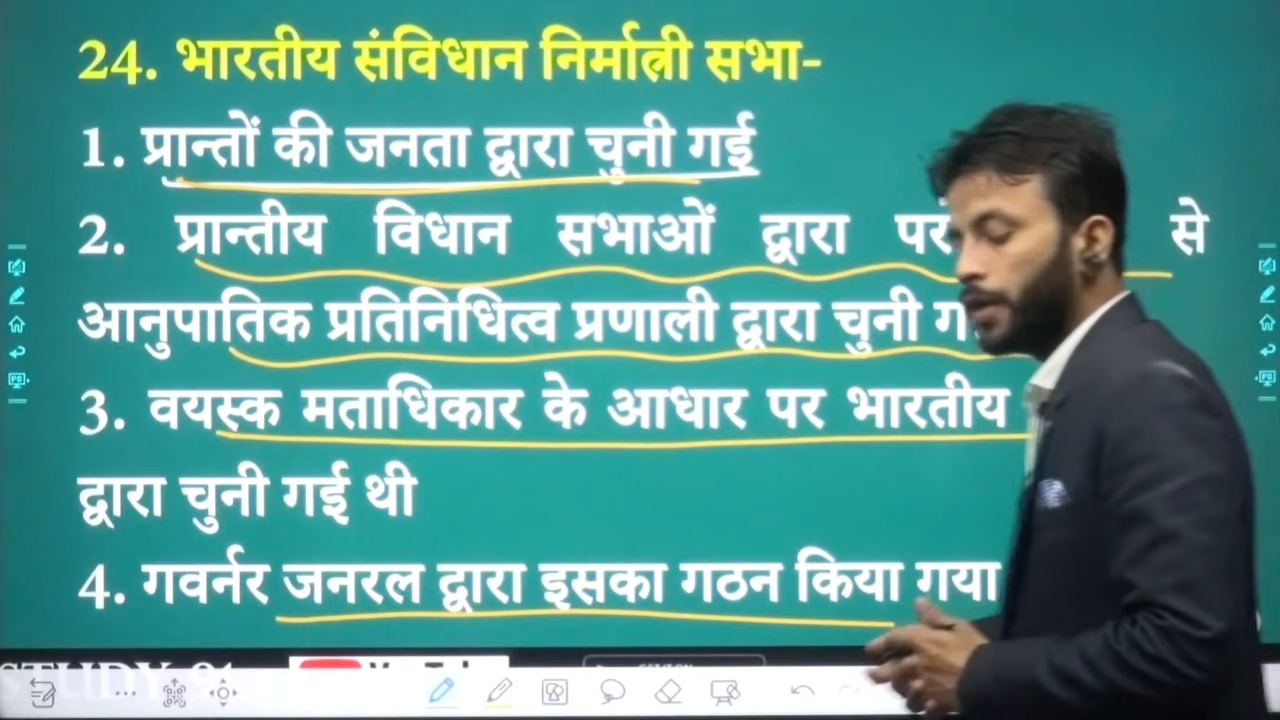 24. भारतीय संविधान निर्मात्री सभा-
1. प्रान्तों की जनता द्वारा चुनी गई
2. प्रान्तीय विधान सभाओं द्वारा से
आनुपातिक प्रतिनिधित्व प्रणाली द्वारा चुनी
3. वयस्क मताधिकार के आधार पर भारतीय
द्वारा चुनी गई थी
4. गवर्नर जनरल द्वारा इसका गठन किया गया
STUDY